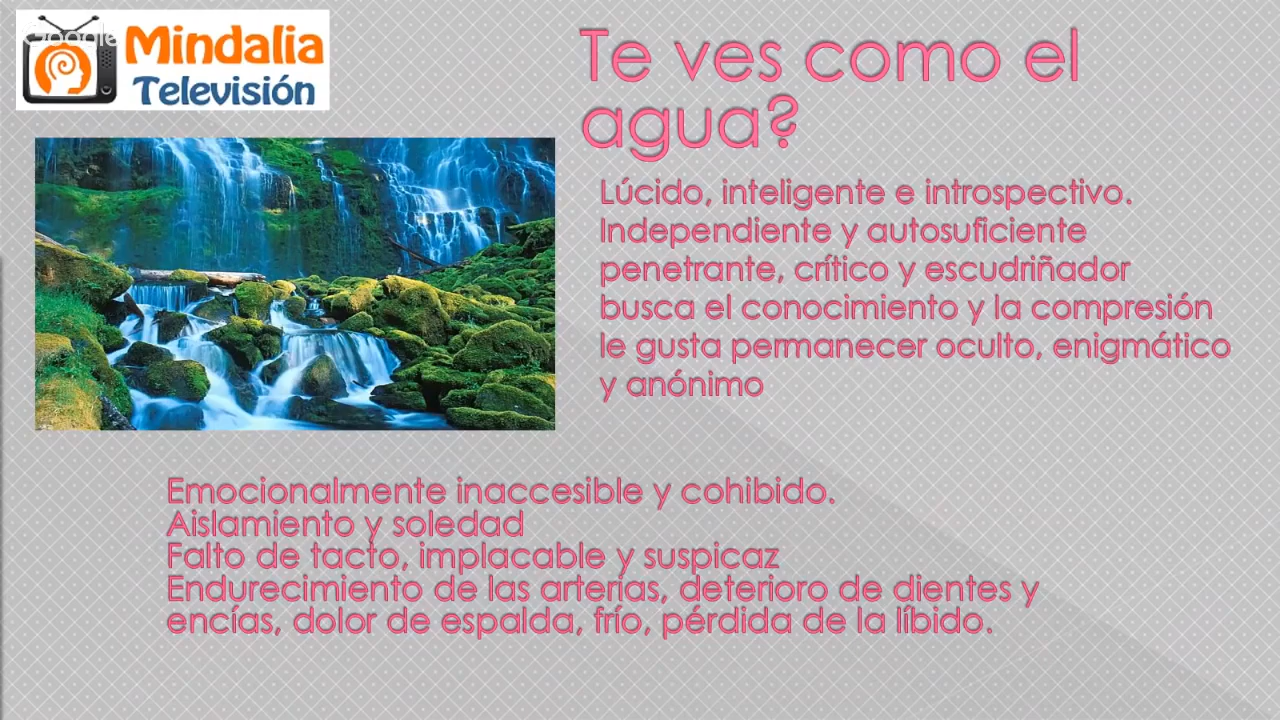 Google
Mindalia
Televisión
Te ves como el
agua?
Lúcido, inteligente e introspectivo.
Independiente y autosuficiente
penetrante, crítico y escudriñador
busca el conocimiento y la compresión
le gusta permanecer oculto, enigmático
y anónimo
Emocionalmente inaccesible y cohibido.
Aislamiento y soledad
Falto de tacto, implacable y suspicaz
Endurecimiento de las arterias, deterioro de dientes y
encías, dolor de espalda, frío, pérdida de la líbido.